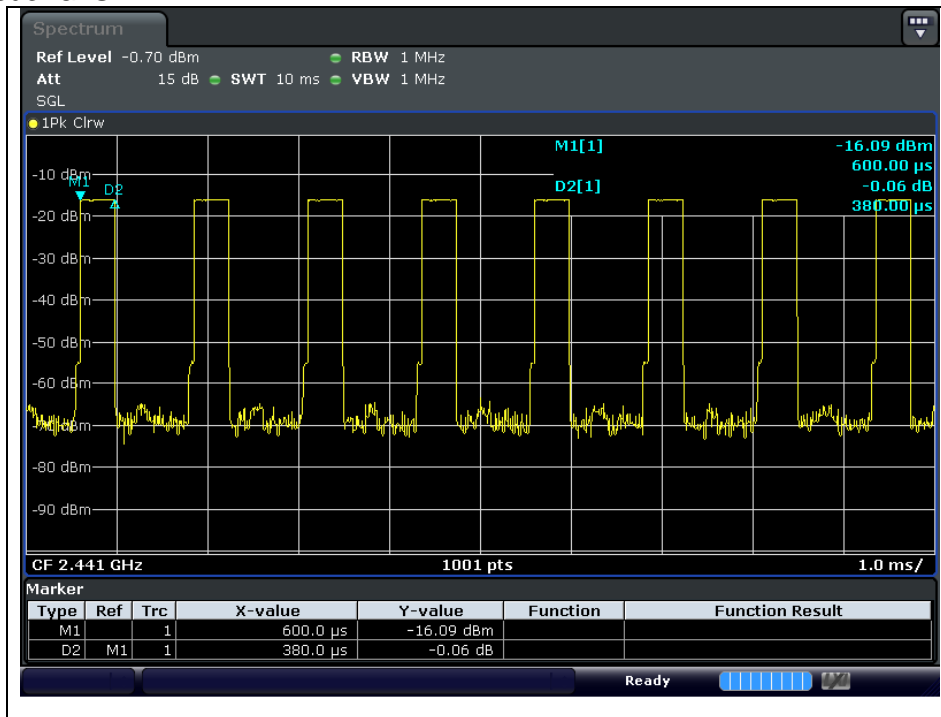 Spectrum
Ref Level -0.70 dBm RBW 1 MHz
Att 15 dB SWT 10 ms VBW 1 MHz
SGL
1Pk Clrw
M1[1] -16.09 dBm
600.00 µs
D2[1] -0.06 dB
380.00 µs
M1
D2
-10 dBm
-20 dBm
-30 dBm
-40 dBm
-50 dBm
-60 dBm
-80 dBm
-90 dBm
CF 2.441 GHz 1001 pts 1.0 ms/
Marker
Type Ref Trc X-value Y-value Function Function Result
M1 1 600.0 µs -16.09 dBm
D2 M1 1 380.0 µs -0.06 dB
Ready